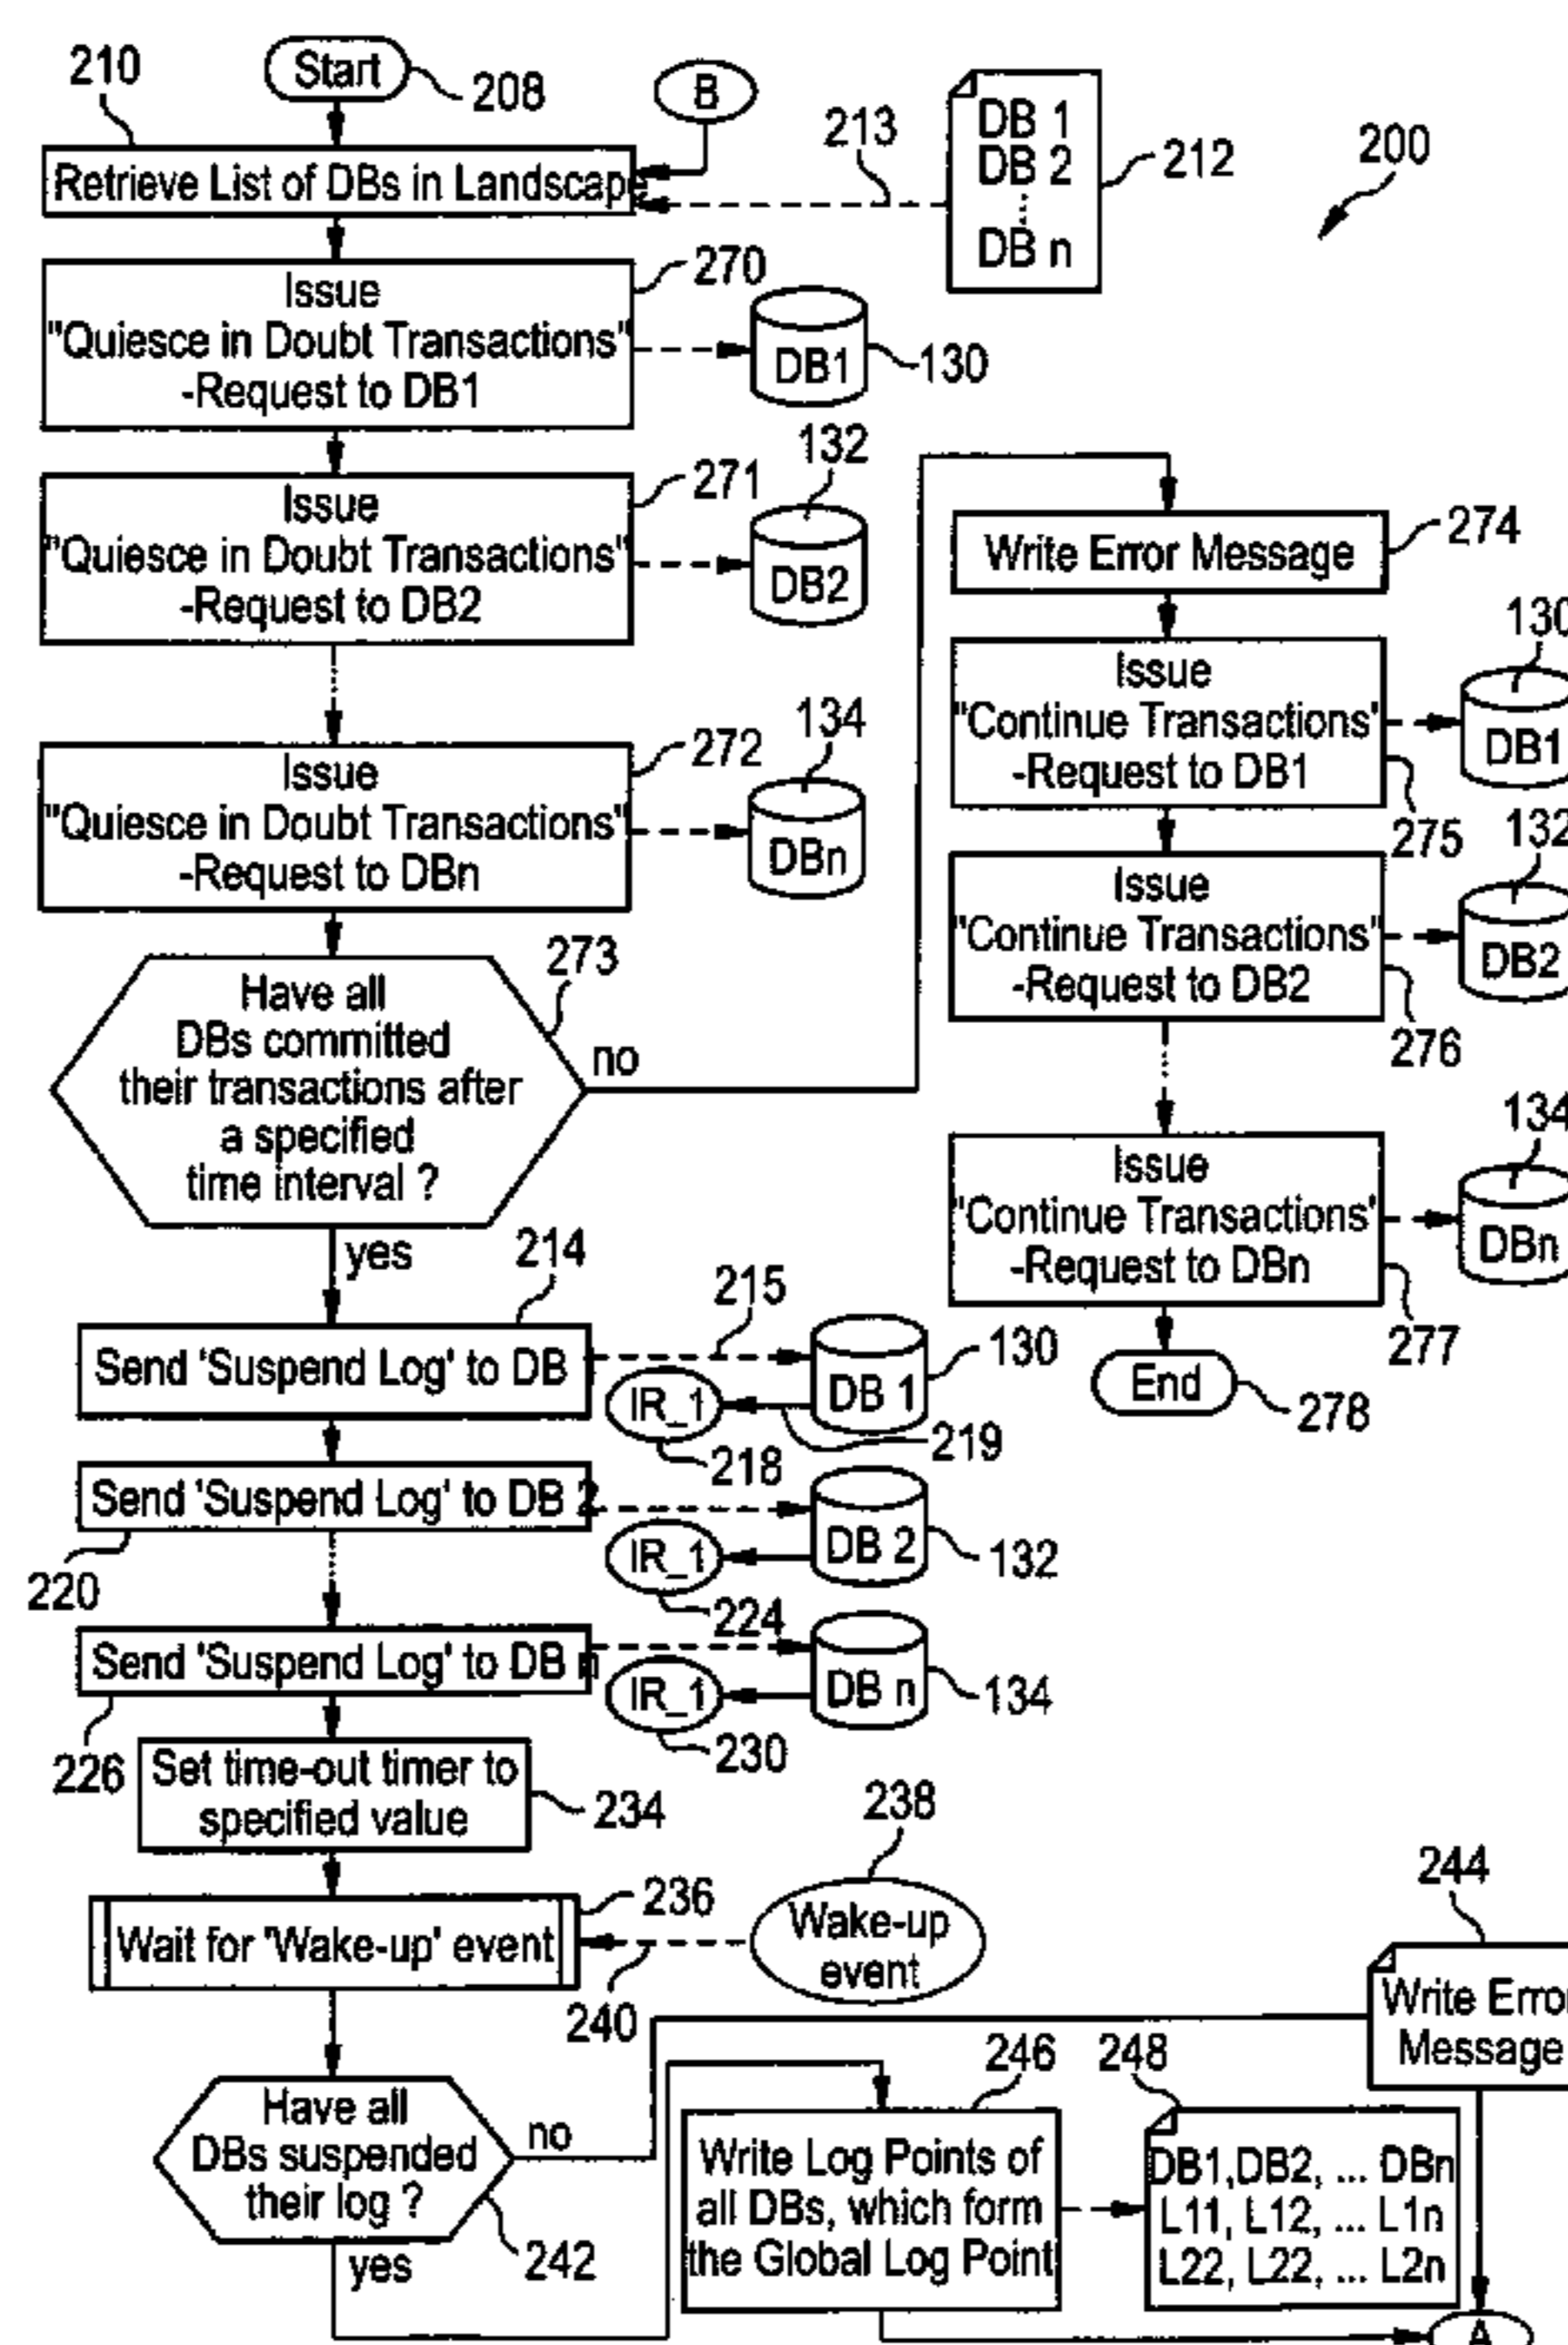 210
Start
208
B
213
DB 1
DB 2
DB n
212
200
Retrieve List of DBs in Landscape
270
Issue
"Quiesce in Doubt Transactions"
-Request to DB1
DB1
130
271
132
Issue
"Quiesce in Doubt Transactions"
-Request to DB2
DB2
272
134
Issue
"Quiesce in Doubt Transactions"
-Request to DBn
DBn
273
Have all
DBs committed
their transactions after
a specified
time interval ?
no
yes
274
Write Error Message
130
Issue
"Continue Transactions"
-Request to DB1
DB1
275
132
Issue
"Continue Transactions"
-Request to DB2
DB2
276
134
Issue
"Continue Transactions"
-Request to DBn
DBn
277
End
278
214
215
Send 'Suspend Log' to DB
DB 1
130
IR_1
218
219
Send 'Suspend Log' to DB 2
220
DB 2
132
IR_1
224
Send 'Suspend Log' to DB n
226
DB n
134
IR_1
230
Set time-out timer to
specified value
234
236
Wait for 'Wake-up' event
238
Wake-up
event
240
244
Write Error
Message
Have all
DBs suspended
their log ?
no
242
yes
246
Write Log Points of
all DBs, which form
the Global Log Point
248
DB1,DB2, ... DBn
L11, L12, ... L1n
L22, L22, ... L2n
A